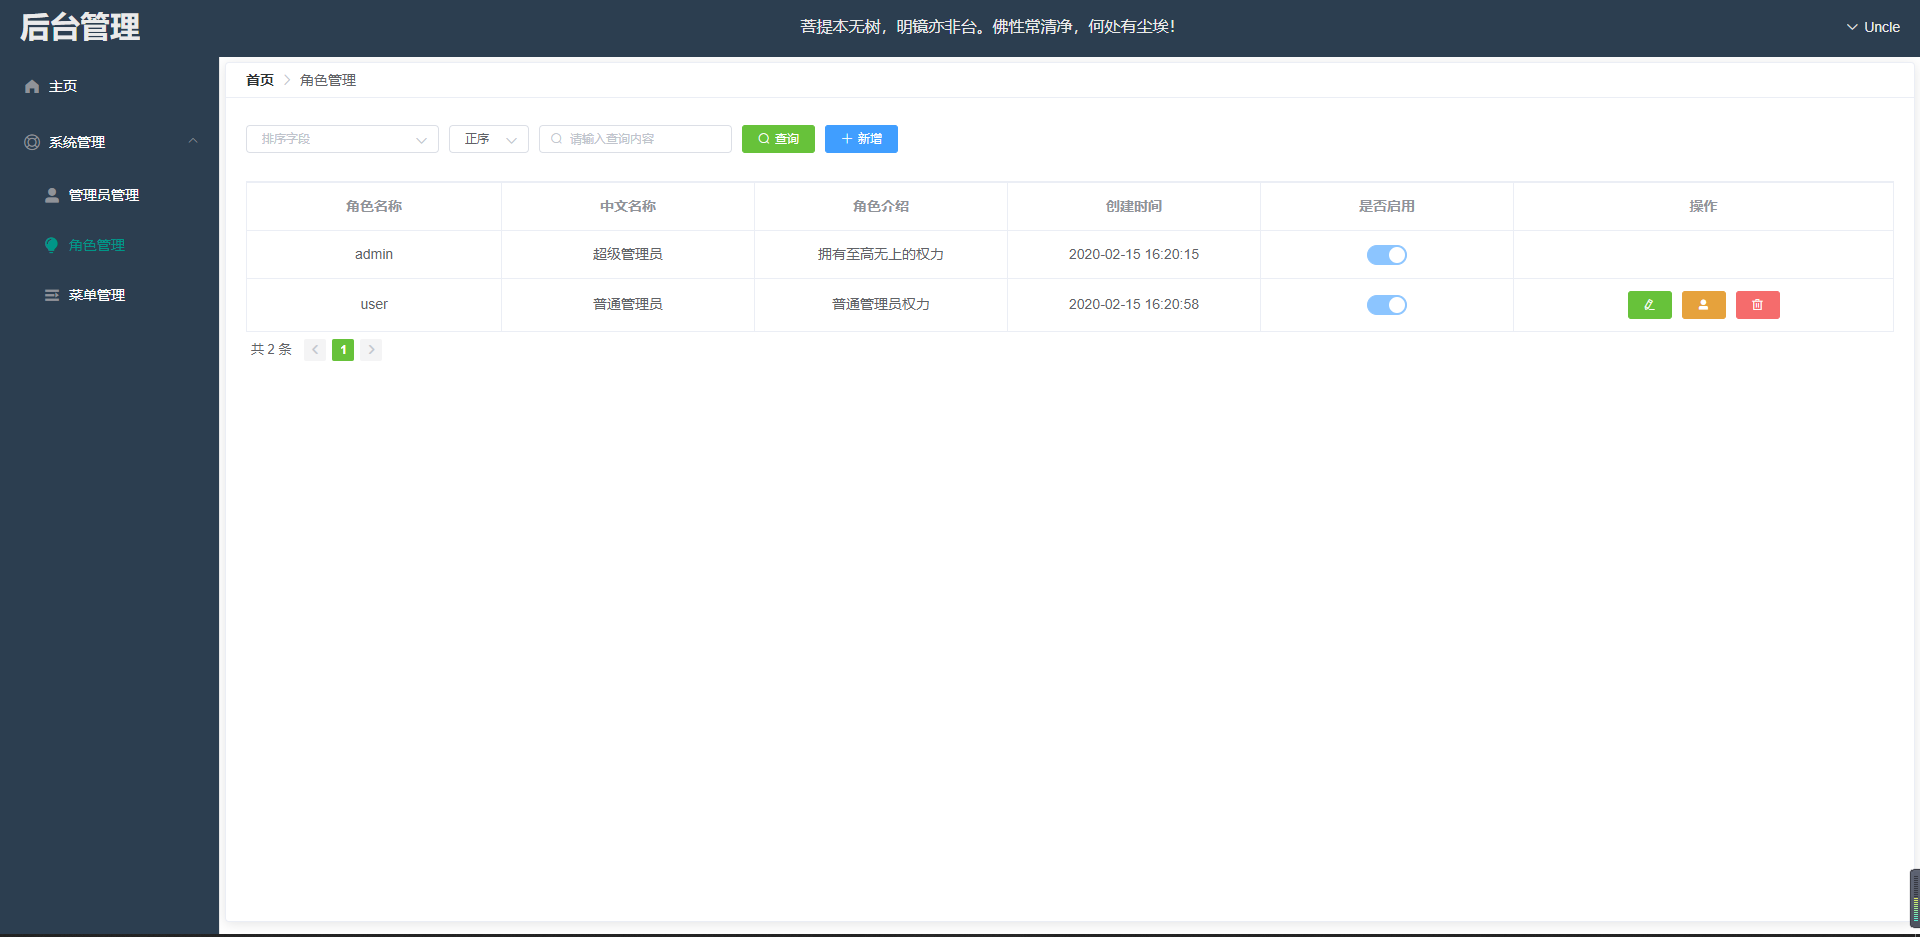 后台管理
菩提本无树，明镜亦非台。佛性常清净，何处有尘埃！
Uncle
主页
系统管理
管理员管理
角色管理
菜单管理
首页 角色管理
排序字段 正序 请输入查询内容 查询 新增
角色名称 中文名称 角色介绍 创建时间 是否启用 操作
admin 超级管理员 拥有至高无上的权力 2020-02-15 16:20:15
user 普通管理员 普通管理员权力 2020-02-15 16:20:58
共 2 条 1